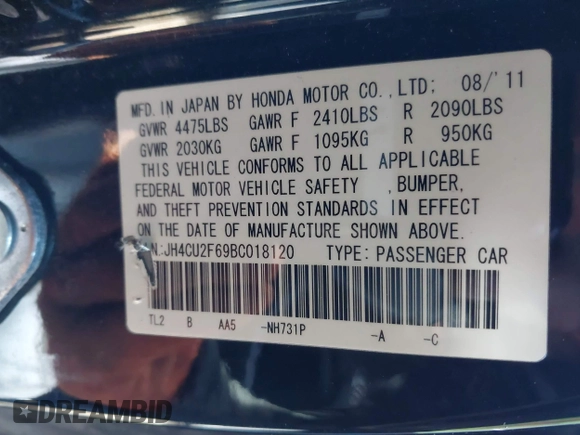 MFD. IN JAPAN BY HONDA MOTOR CO.,LTD: 08/'11
GVWR 4475LBS GAWR F 2410LBS R 2090LBS
GVWR 2030KG GAWR F 1095KG R 950KG
THIS VEHICLE CONFORMS TO ALL APPLICABLE
FEDERAL MOTOR VEHICLE SAFETY ,BUMPER,
AND THEFT PREVENTION STANDARDS IN EFFECT
ON THE DATE OF MANUFACTURE SHOWN ABOVE.
N.:JH4CU2F69BC018120 TYPE: PASSENGER CAR
TL2 B AA5 -NH731P -A -C
DREAMBID